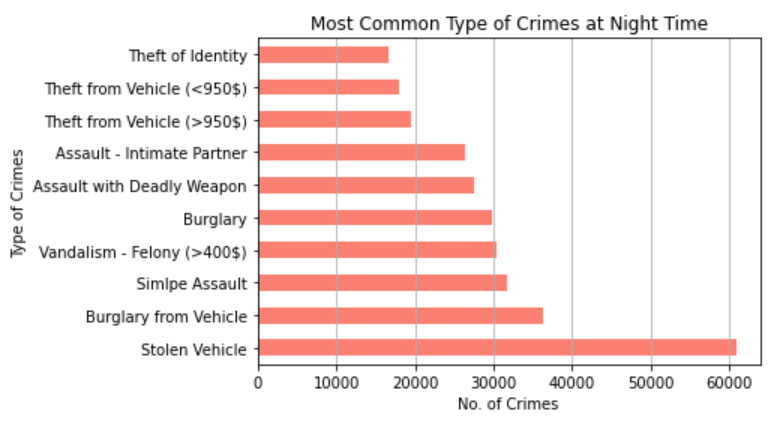 Most Common Type of Crimes at Night Time
Type of Crimes
Theft of Identity
Theft from Vehicle (<950$)
Theft from Vehicle (>950$)
Assault - Intimate Partner
Assault with Deadly Weapon
Burglary
Vandalism - Felony (>400$)
Simlpe Assault
Burglary from Vehicle
Stolen Vehicle
0 10000 20000 30000 40000 50000 60000
No. of Crimes